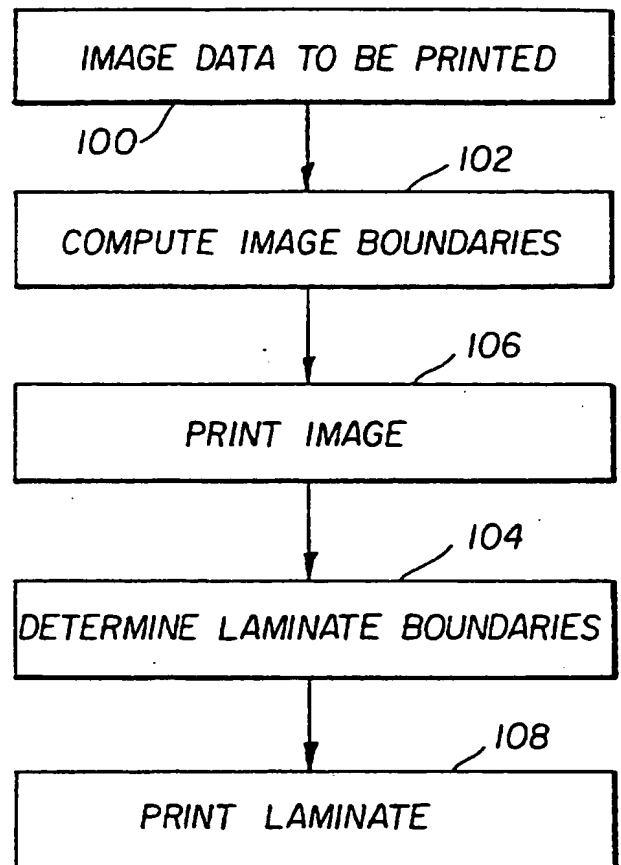 IMAGE DATA TO BE PRINTED
100
102
COMPUTE IMAGE BOUNDARIES
106
PRINT IMAGE
104
DETERMINE LAMINATE BOUNDARIES
108
PRINT LAMINATE